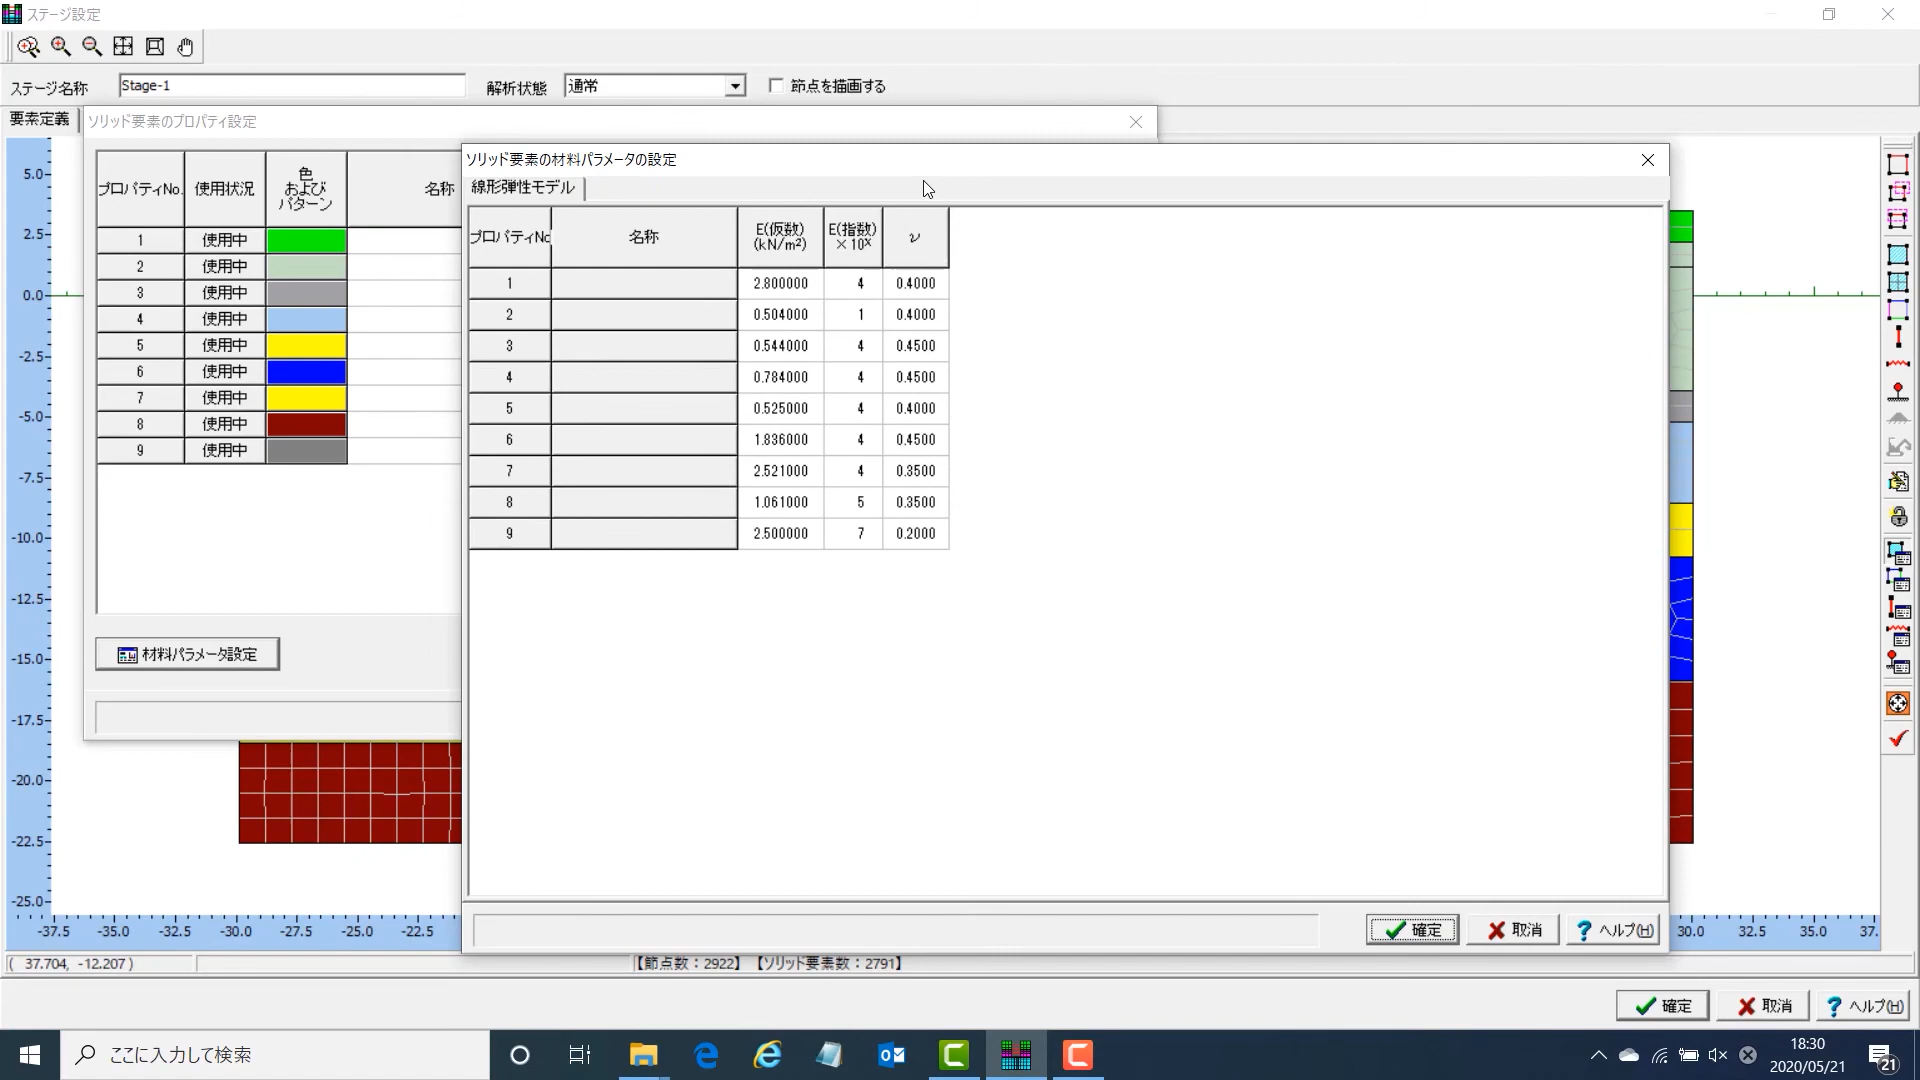 ステージ設定
ステージ名称 Stage-1 解析状態 通常 節点を描画する
要素定義
ソリッド要素のプロパティ設定
プロパティNo. 使用状況 色およびパターン 名称
1 使用中
2 使用中
3 使用中
4 使用中
5 使用中
6 使用中
7 使用中
8 使用中
9 使用中
材料パラメータ設定
ソリッド要素の材料パラメータの設定
線形弾性モデル
プロパティNo 名称 E(仮数)(kN/m²) E(指数)×10ˣ ν
1 2.800000 4 0.4000
2 0.504000 1 0.4000
3 0.544000 4 0.4500
4 0.784000 4 0.4500
5 0.525000 4 0.4000
6 1.836000 4 0.4500
7 2.521000 4 0.3500
8 1.061000 5 0.3500
9 2.500000 7 0.2000
確定 取消 ヘルプ(H)
5.0
2.5
0.0
-2.5
-5.0
-7.5
-10.0
-12.5
-15.0
-17.5
-20.0
-22.5
-25.0
-37.5 -35.0 -32.5 -30.0 -27.5 -25.0 -22.5 30.0 32.5 35.0 37.
( 37.704, -12.207 ) 【節点数：2922】【ソリッド要素数：2791】
確定 取消 ヘルプ(H)
ここに入力して検索
18:30
2020/05/21
21